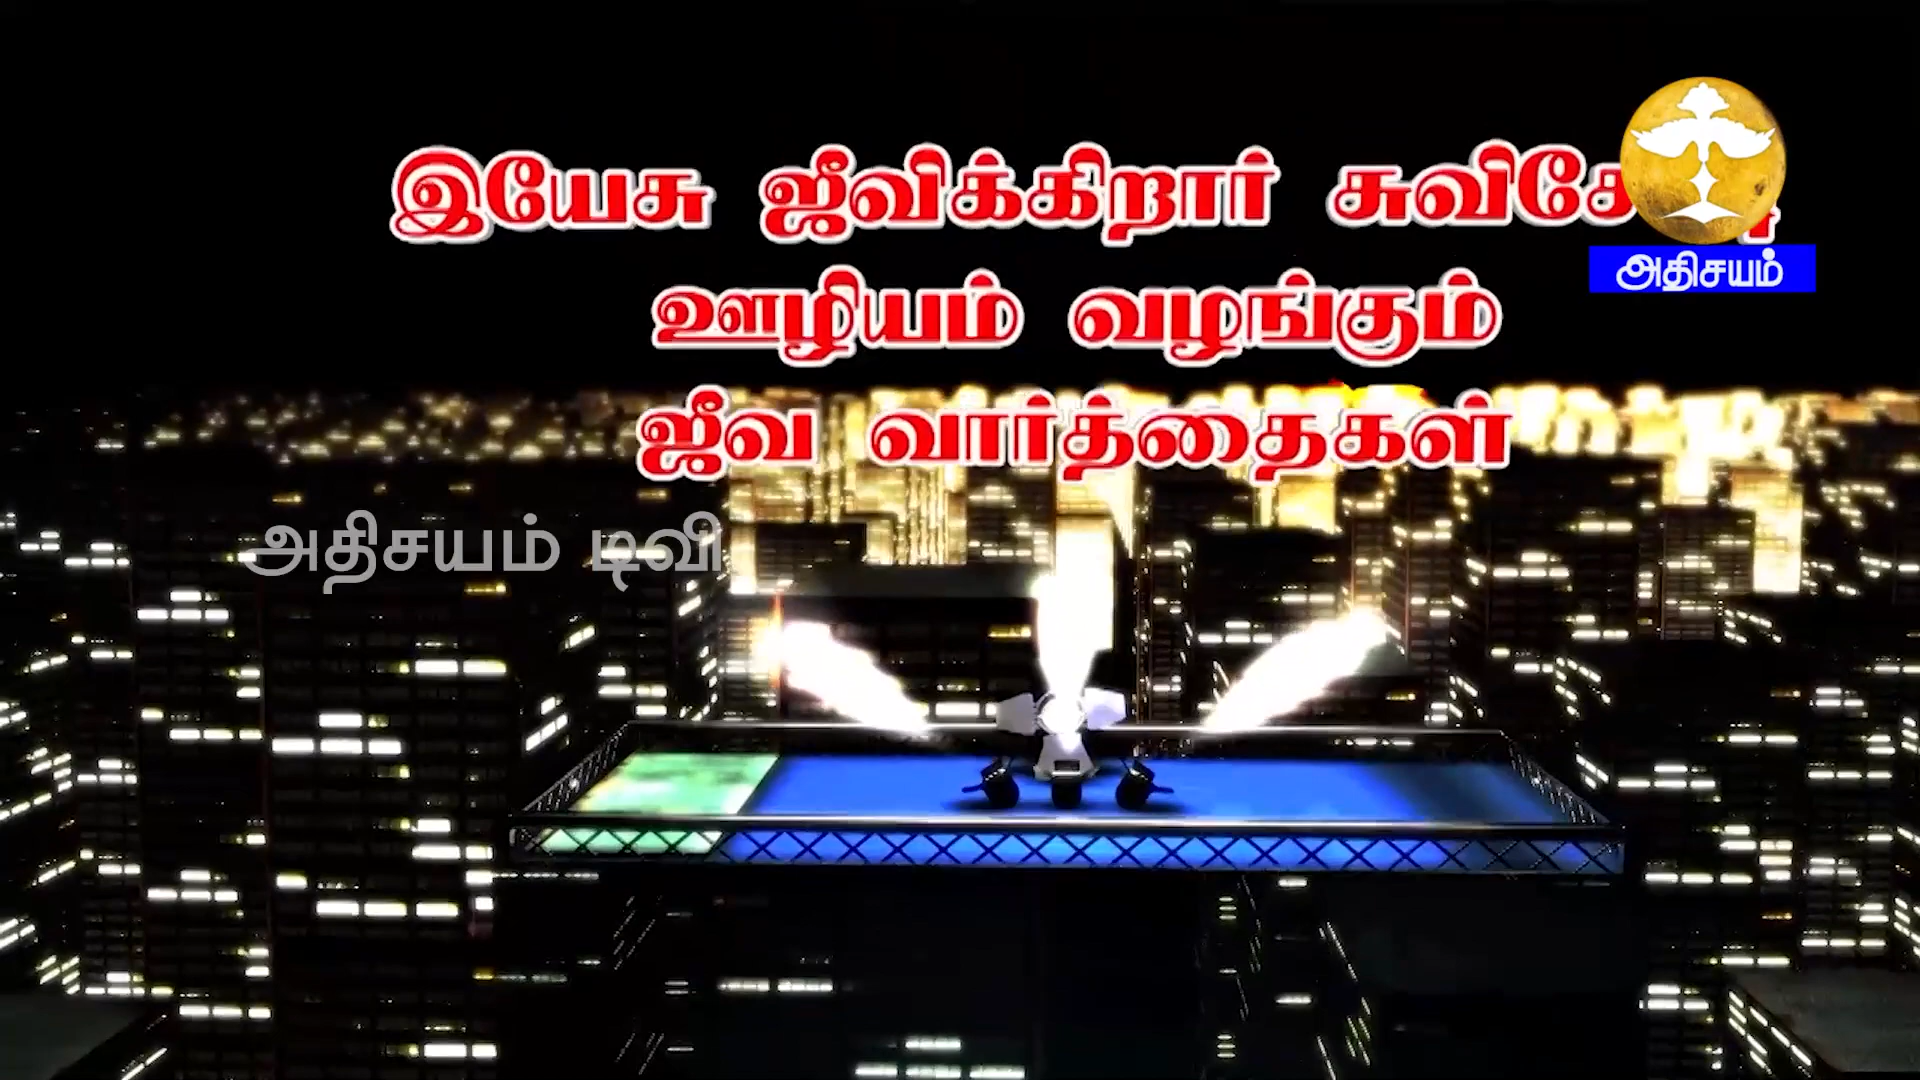 இயேசு ஜீவிக்கிறார்
ஊழியம் வழங்கும்
ஜீவ வார்த்தைகள்
அதிசயம்
அதிசயம் டிவி